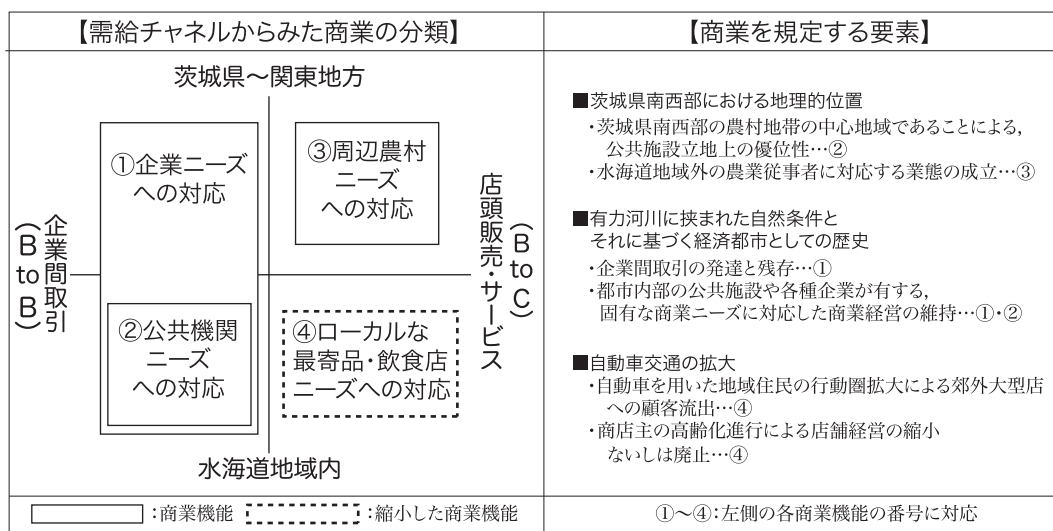 【需給チャネルからみた商業の分類】
茨城県～関東地方
①企業ニーズ
への対応
③周辺農村
ニーズ
への対応
企業間取引
(B to B)
店頭販売・サービス
(B to C)
②公共機関
ニーズ
への対応
④ローカルな
最寄品・飲食店
ニーズへの対応
水海道地域内
:商業機能
:縮小した商業機能
【商業を規定する要素】
■茨城県南西部における地理的位置
・茨城県南西部の農村地帯の中心地域であることによる,
公共施設立地上の優位性…②
・水海道地域外の農業従事者に対応する業態の成立…③
■有力河川に挟まれた自然条件と
それに基づく経済都市としての歴史
・企業間取引の発達と残存…①
・都市内部の公共施設や各種企業が有する,
固有な商業ニーズに対応した商業経営の維持…①・②
■自動車交通の拡大
・自動車を用いた地域住民の行動圏拡大による郊外大型店
への顧客流出…④
・商店主の高齢化進行による店舗経営の縮小
ないしは廃止…④
①～④:左側の各商業機能の番号に対応